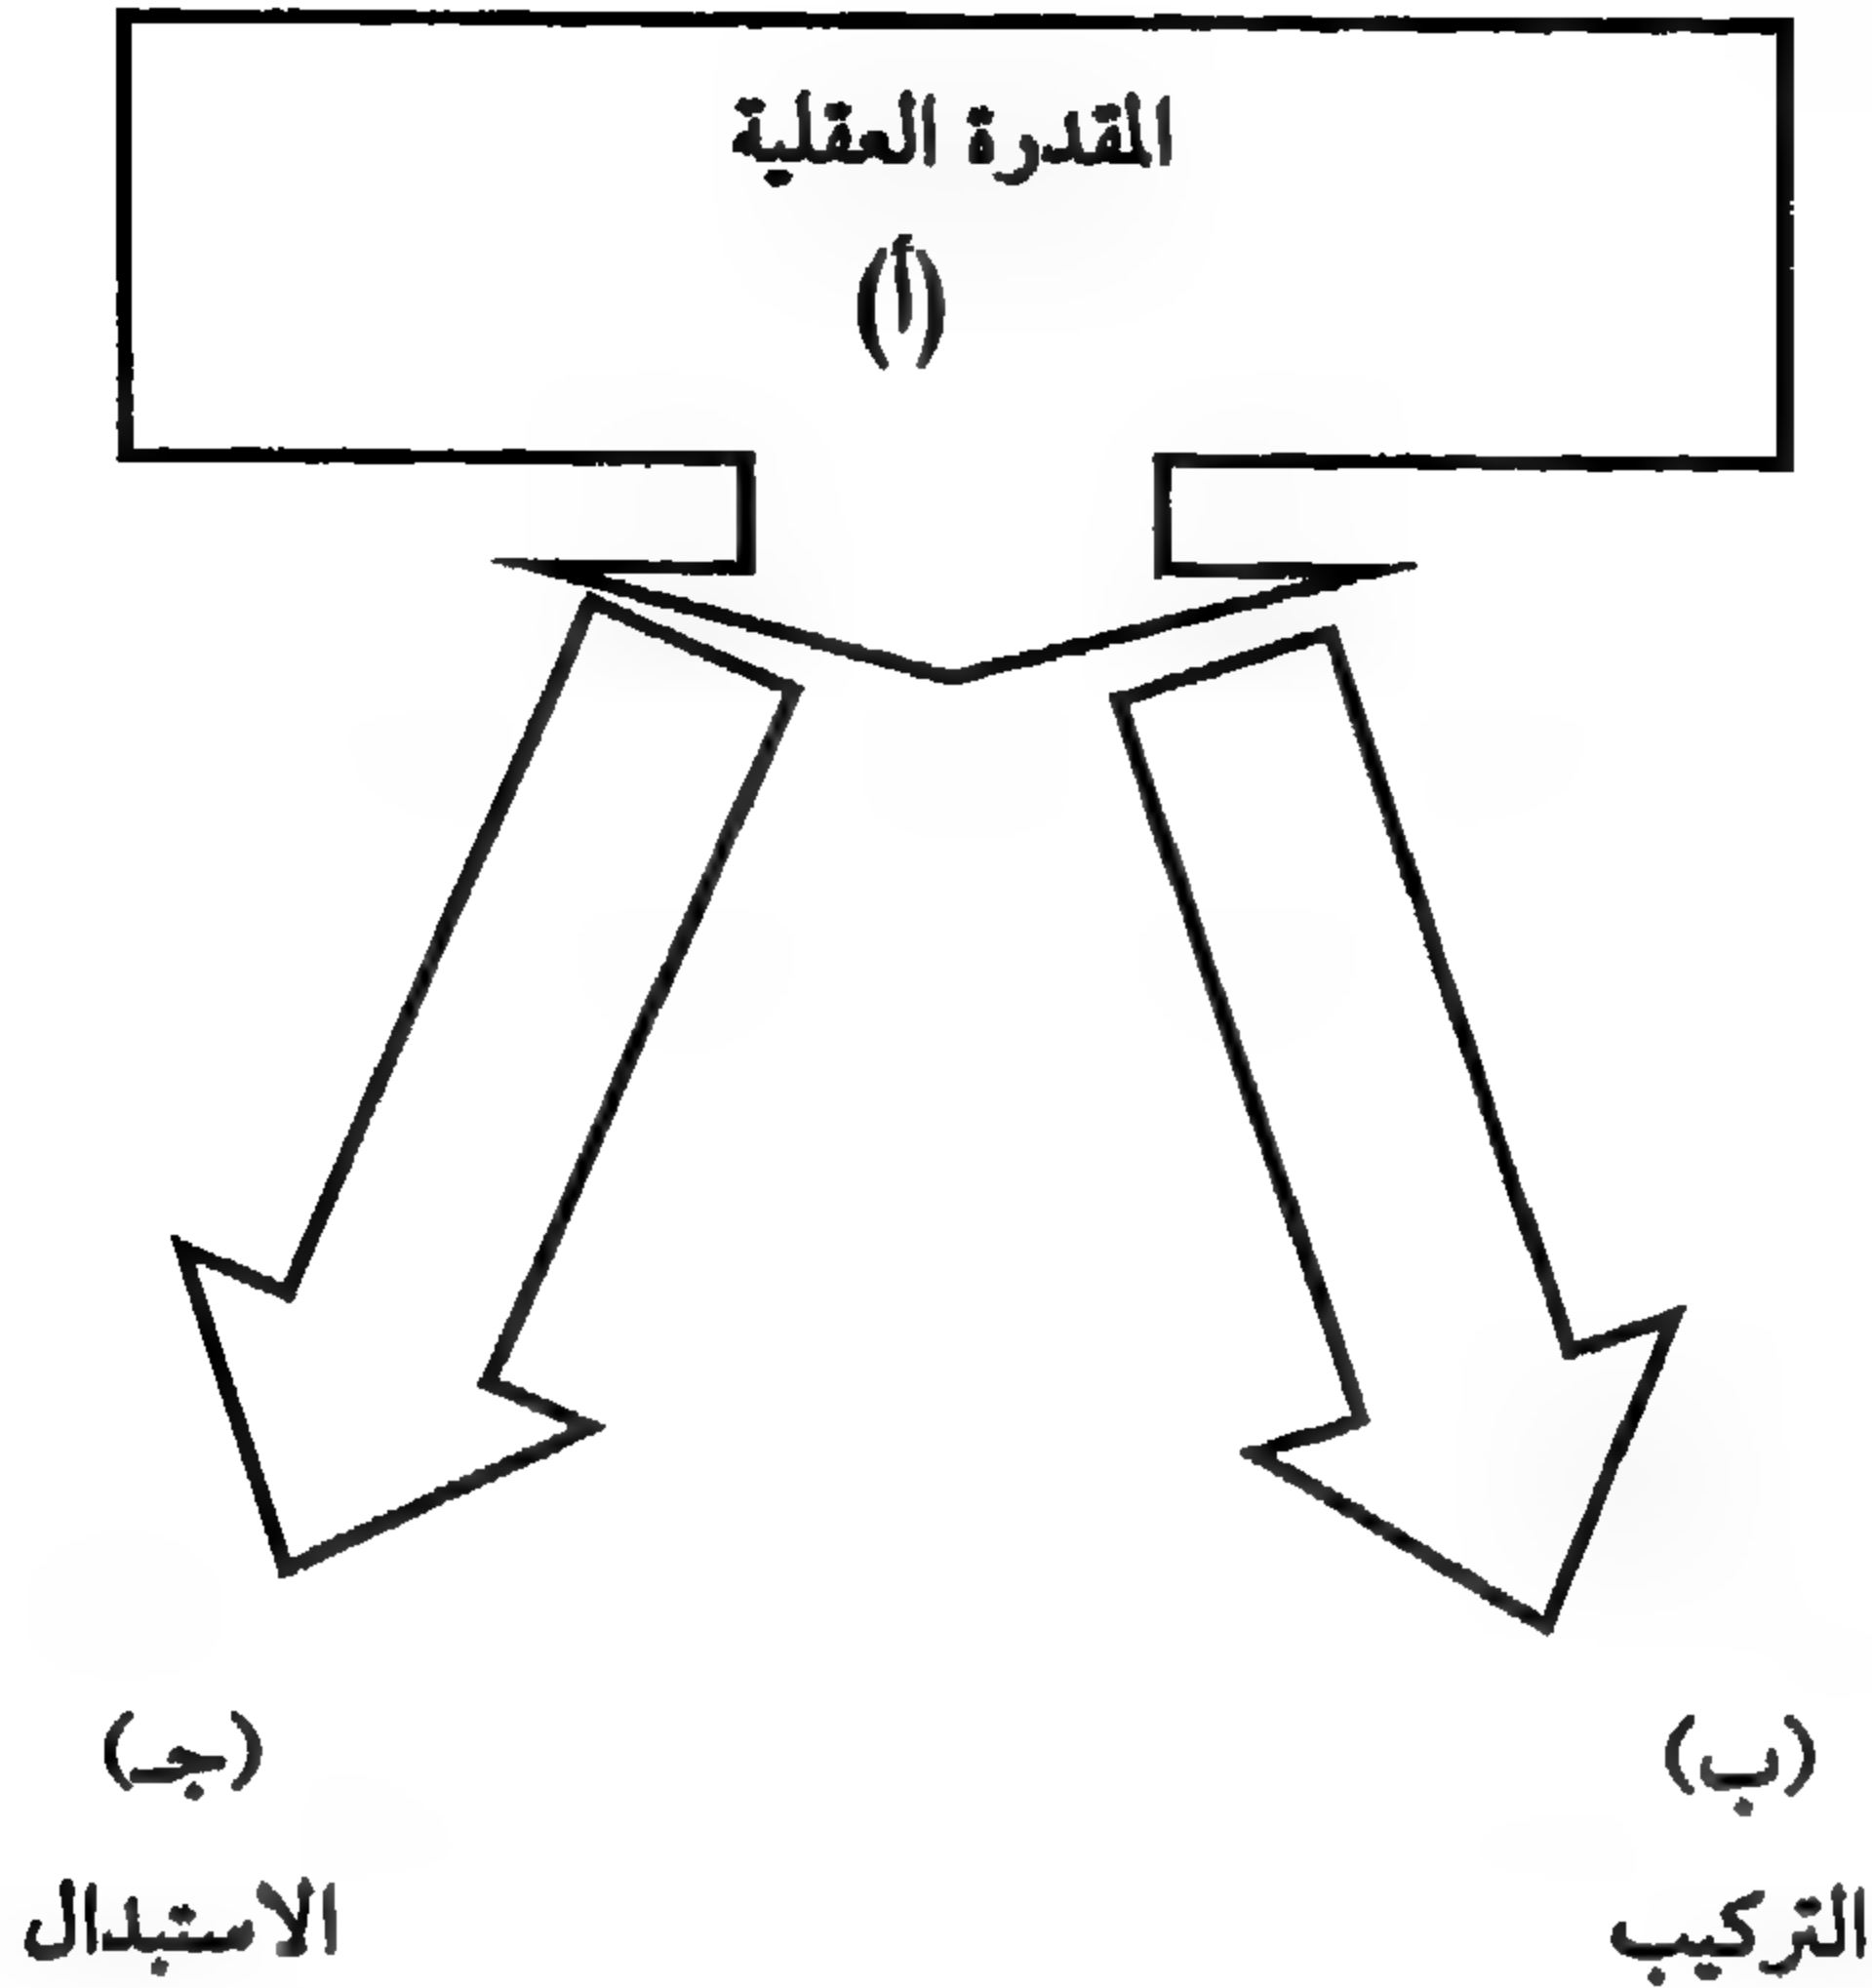 المقدرة العقلية
(أ)
(ب)
(جـ)
التركيب
الاستبدال